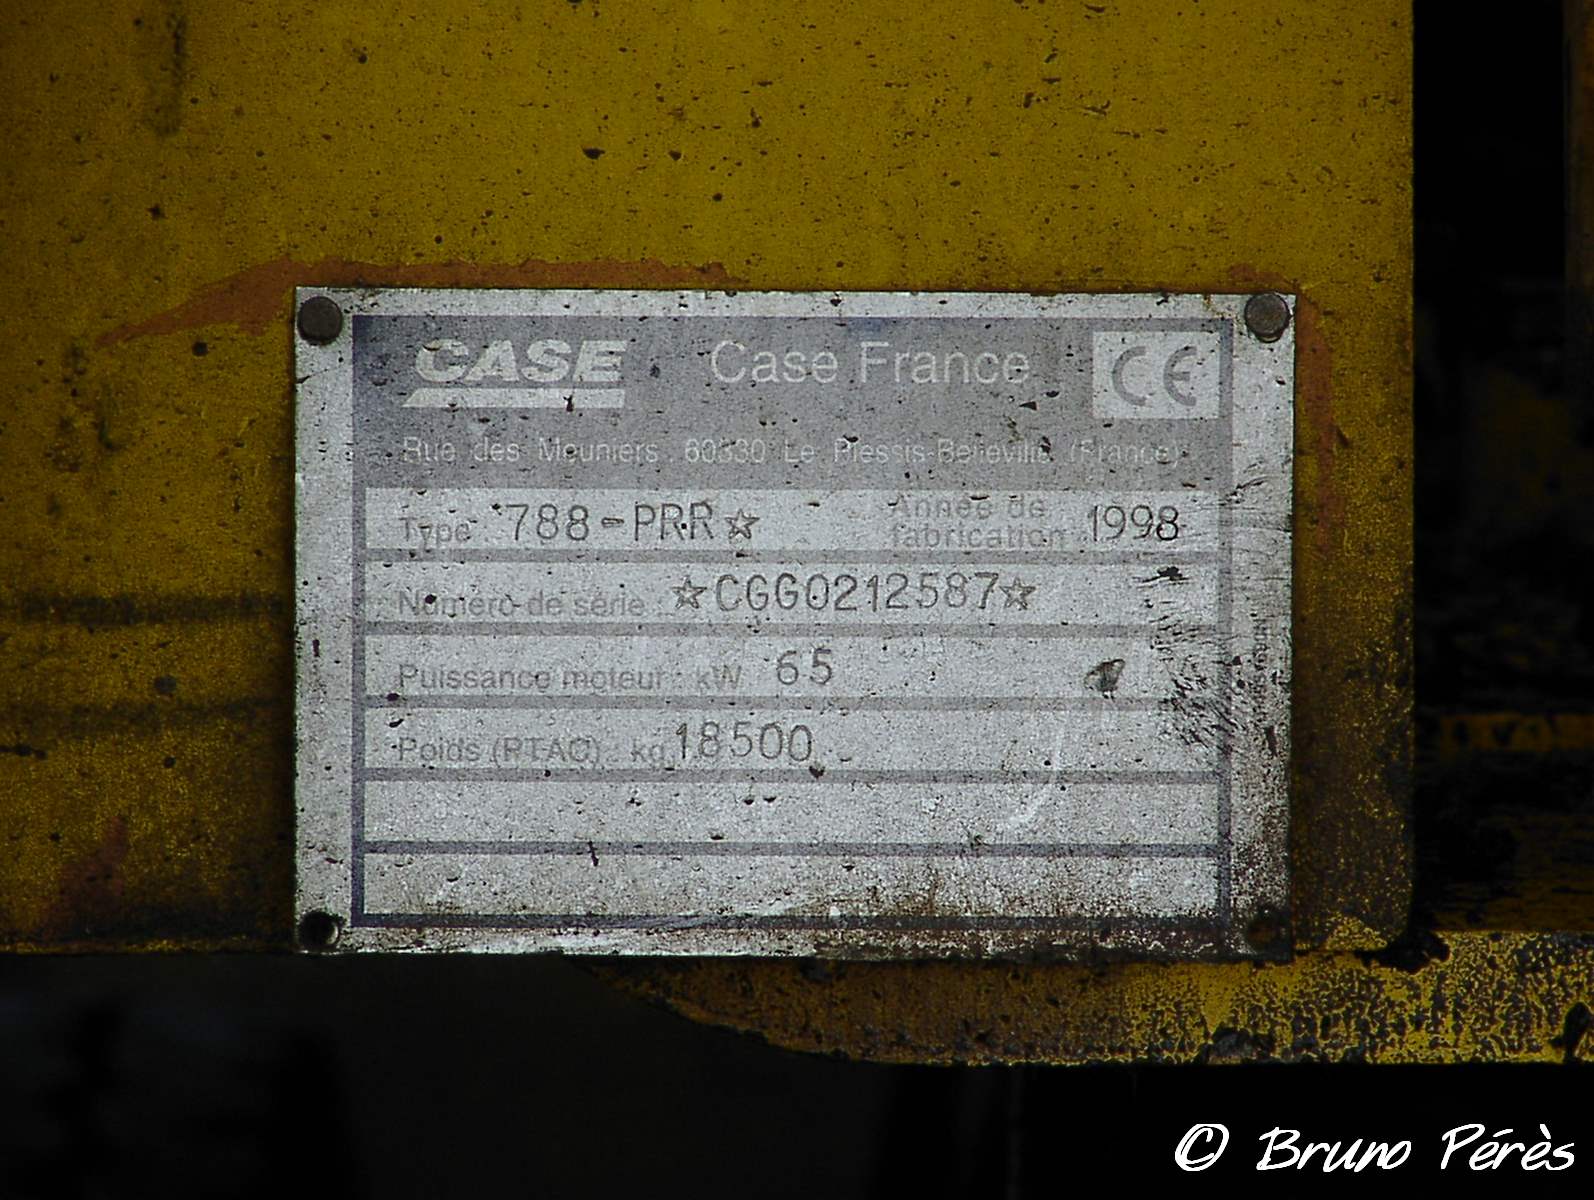 CASE Case France CE
Rue des Meuniers 60330 Le Plessis-Belleville (France)
Type 788-PRR☆ Année de fabrication 1998
Numéro de série : ☆CGG0212587☆
Puissance moteur : kW 65
Poids (PTAC) : kg 18500
© Bruno Pérès